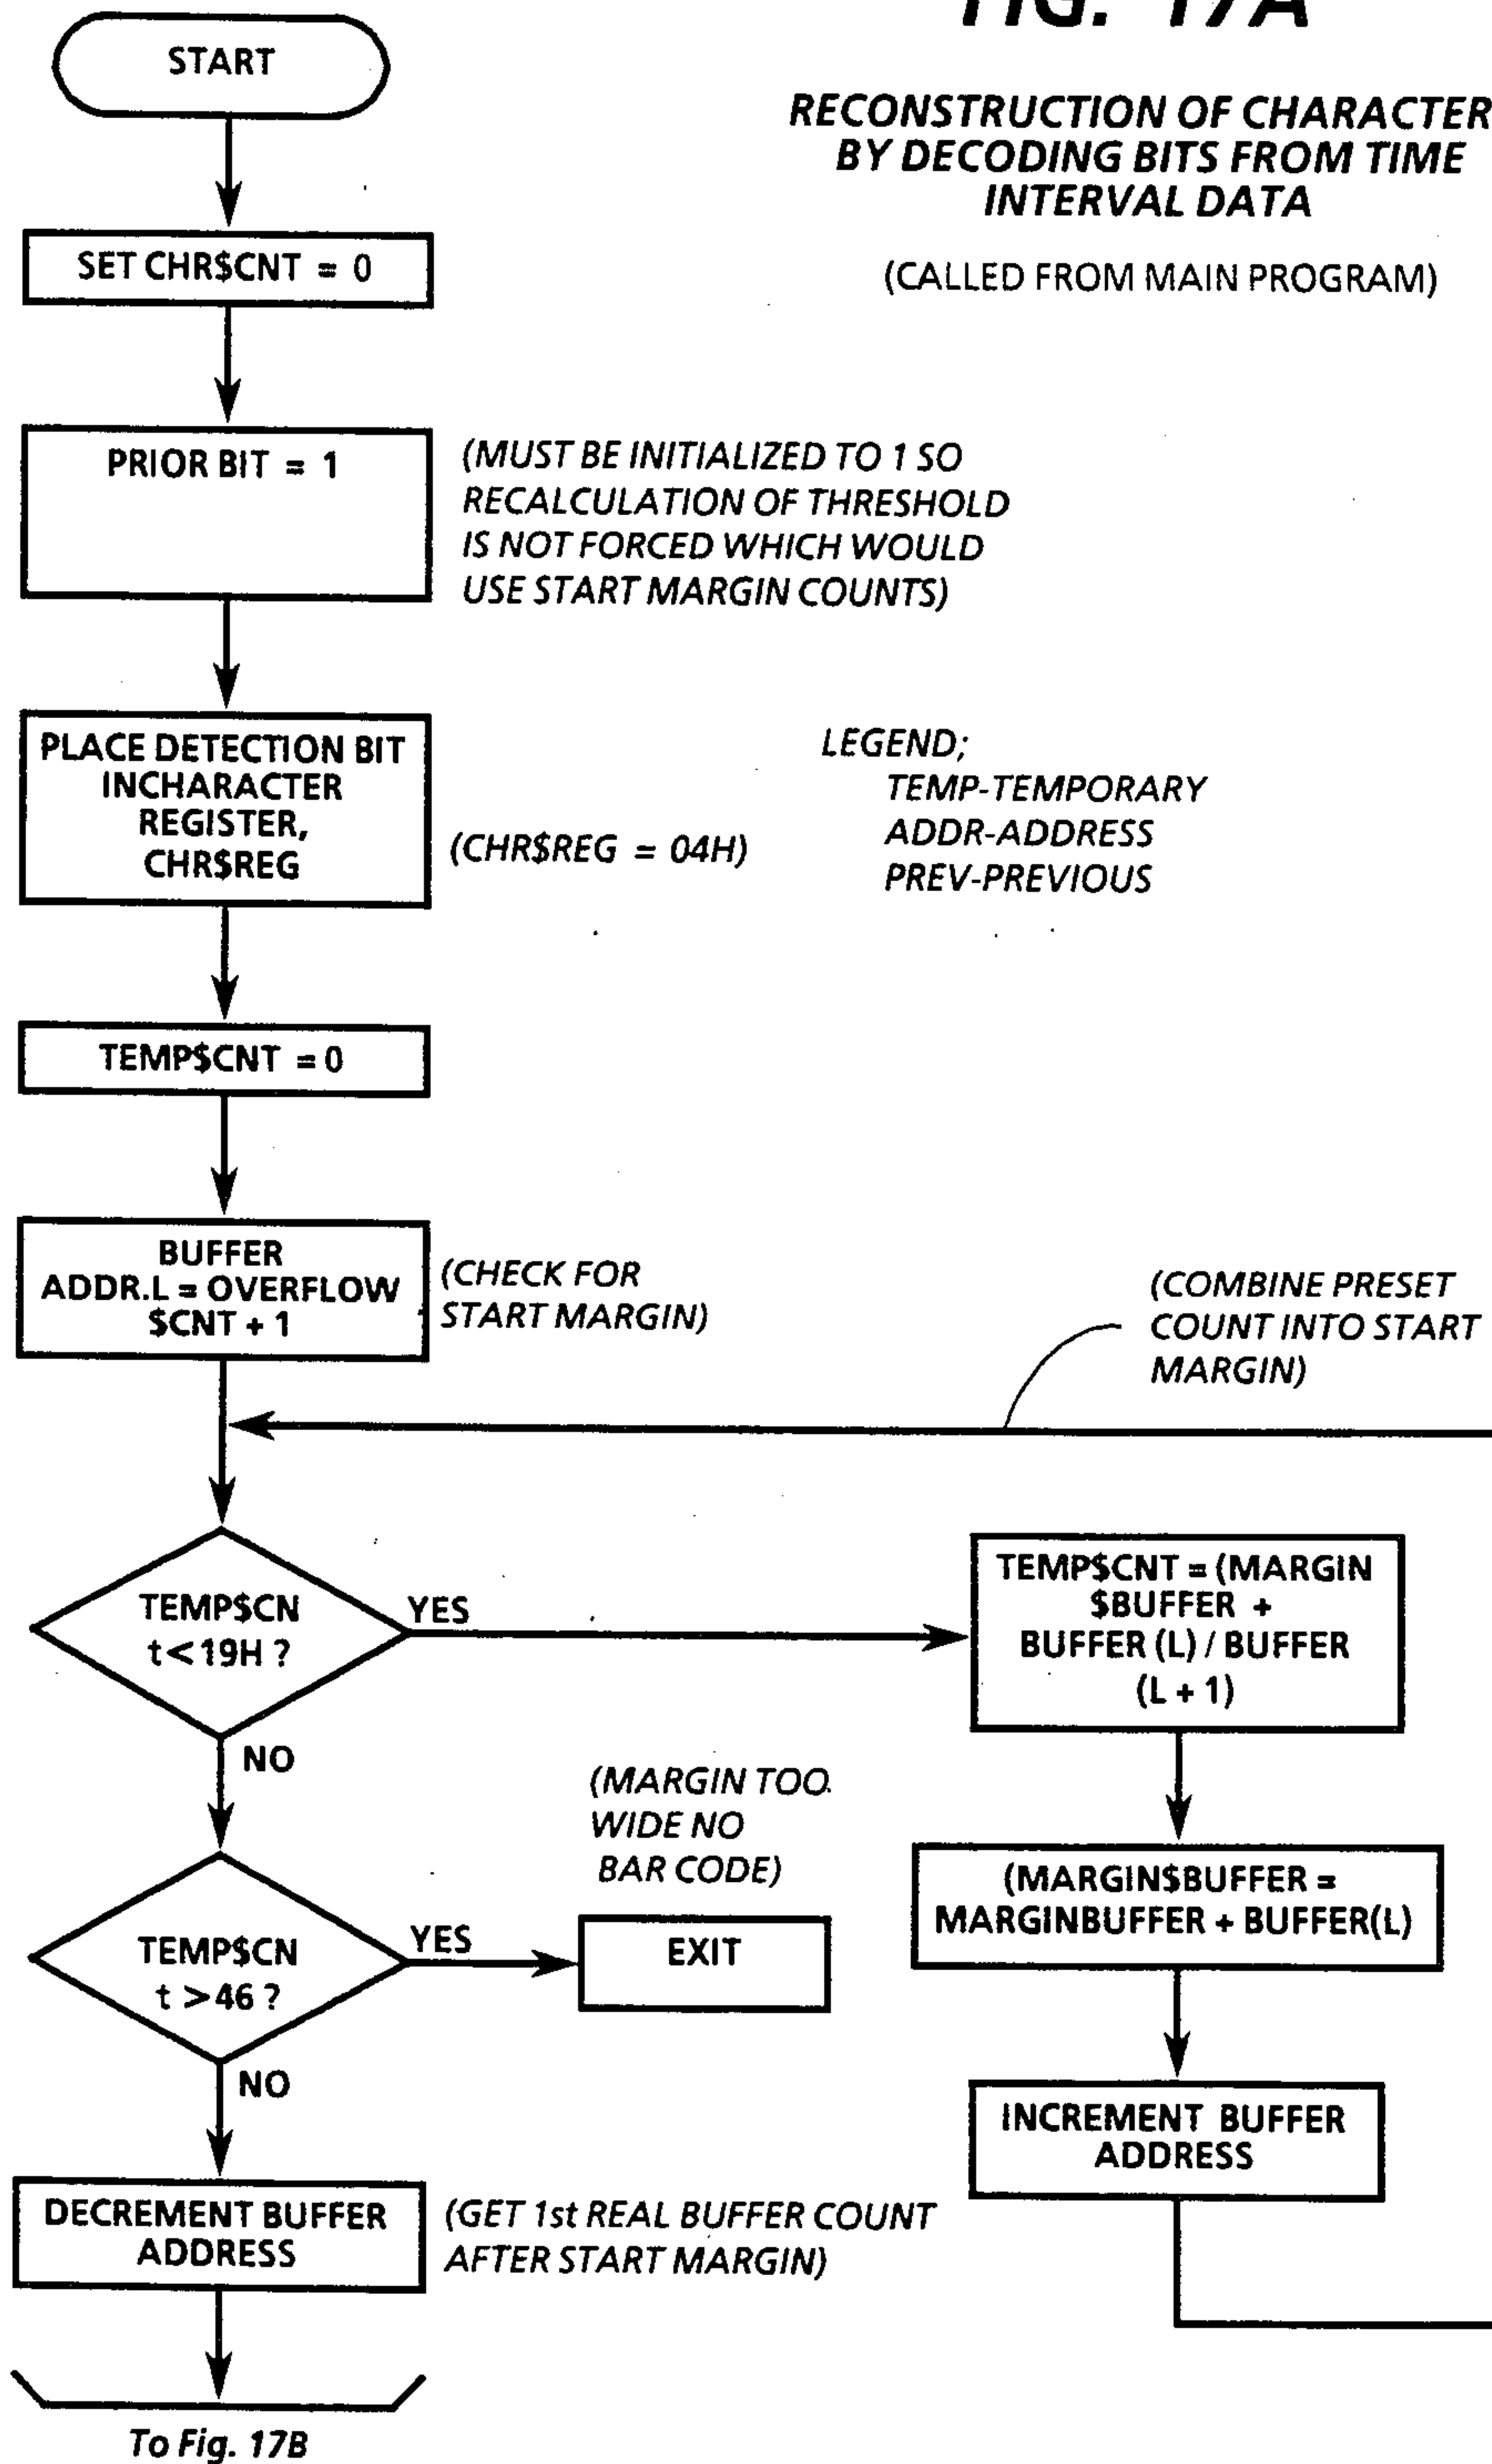 FIG. 17A
START
RECONSTRUCTION OF CHARACTER
BY DECODING BITS FROM TIME
INTERVAL DATA
(CALLED FROM MAIN PROGRAM)
SET CHR$CNT = 0
PRIOR BIT = 1
(MUST BE INITIALIZED TO 1 SO
RECALCULATION OF THRESHOLD
IS NOT FORCED WHICH WOULD
USE START MARGIN COUNTS)
PLACE DETECTION BIT
INCHARACTER
REGISTER,
CHR$REG
(CHR$REG = 04H)
LEGEND;
TEMP-TEMPORARY
ADDR-ADDRESS
PREV-PREVIOUS
TEMP$CNT = 0
BUFFER
ADDR.L = OVERFLOW
$CNT + 1
(CHECK FOR
START MARGIN)
(COMBINE PRESET
COUNT INTO START
MARGIN)
TEMP$CN
t<19H ?
YES
TEMP$CNT = (MARGIN
$BUFFER +
BUFFER (L) / BUFFER
(L + 1)
NO
(MARGIN TOO
WIDE NO
BAR CODE)
(MARGIN$BUFFER =
MARGINBUFFER + BUFFER(L)
TEMP$CN
t >46 ?
YES
EXIT
NO
INCREMENT BUFFER
ADDRESS
DECREMENT BUFFER
ADDRESS
(GET 1st REAL BUFFER COUNT
AFTER START MARGIN)
To Fig. 17B